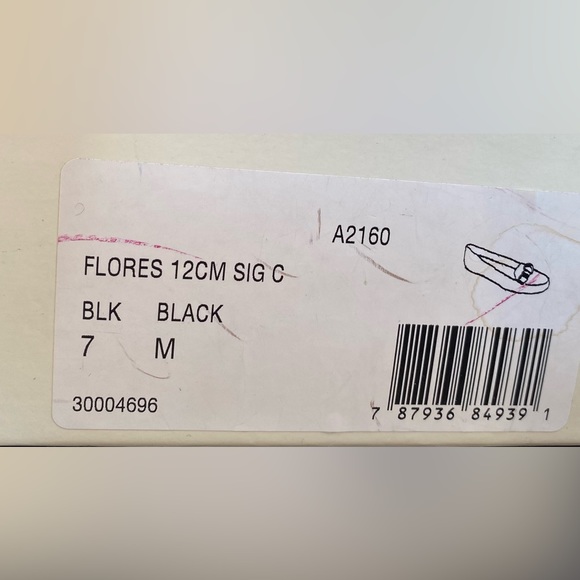 A2160
FLORES 12CM SIG C
BLK BLACK
7 M
30004696
7 87936 84939 1